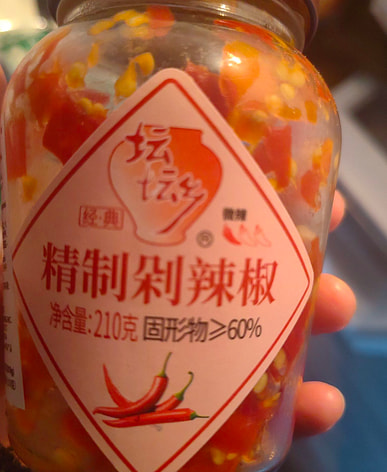 坛
坛乡
®
经典
微辣
精制剁辣椒
净含量:210克 固形物≥60%